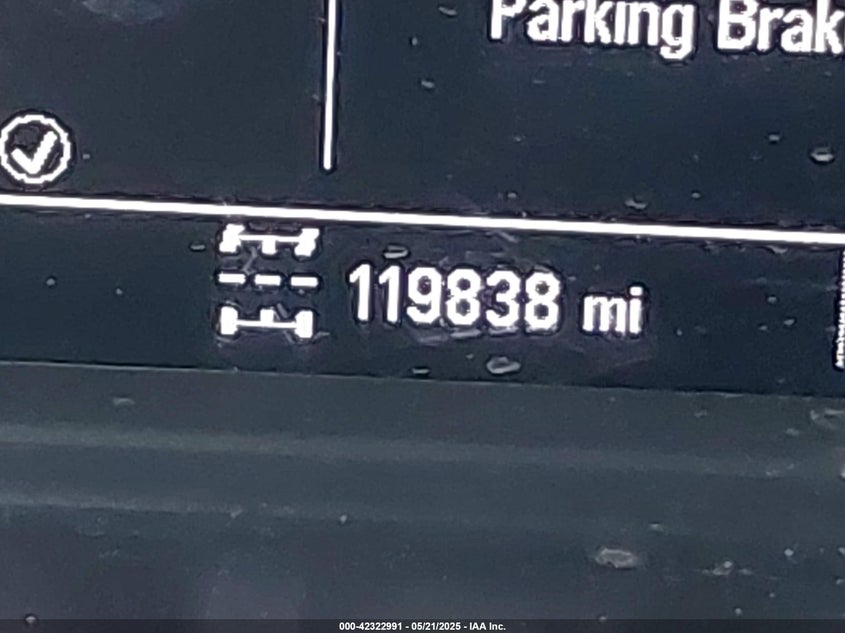 Parking Brak
119838 mi
000-42322991 - 05/21/2025 - IAA Inc.